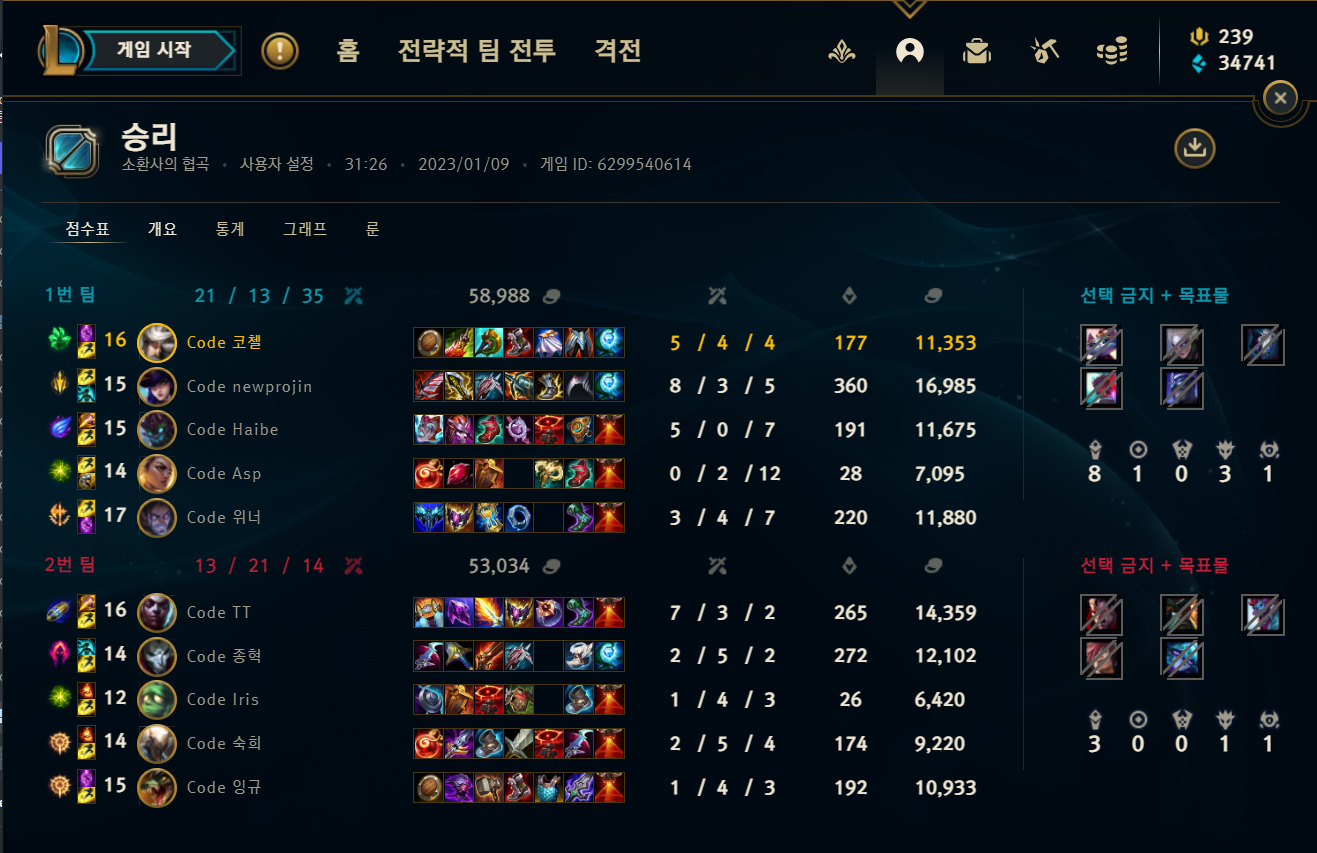 게임 시작 홈 전략적 팀 전투 격전 239
34741
승리
소환사의 협곡 • 사용자 설정 • 31:26 • 2023/01/09 • 게임 ID: 6299540614
점수표 개요 통계 그래프 룬
1번 팀 21 / 13 / 35 58,988 선택 금지 + 목표물
16 Code 코첼 5 / 4 / 4 177 11,353
15 Code newprojin 8 / 3 / 5 360 16,985
15 Code Haibe 5 / 0 / 7 191 11,675
14 Code Asp 0 / 2 / 12 28 7,095 8 1 0 3 1
17 Code 위너 3 / 4 / 7 220 11,880
2번 팀 13 / 21 / 14 53,034 선택 금지 + 목표물
16 Code TT 7 / 3 / 2 265 14,359
14 Code 종혁 2 / 5 / 2 272 12,102
12 Code Iris 1 / 4 / 3 26 6,420
14 Code 숙희 2 / 5 / 4 174 9,220 3 0 0 1 1
15 Code 잉규 1 / 4 / 3 192 10,933